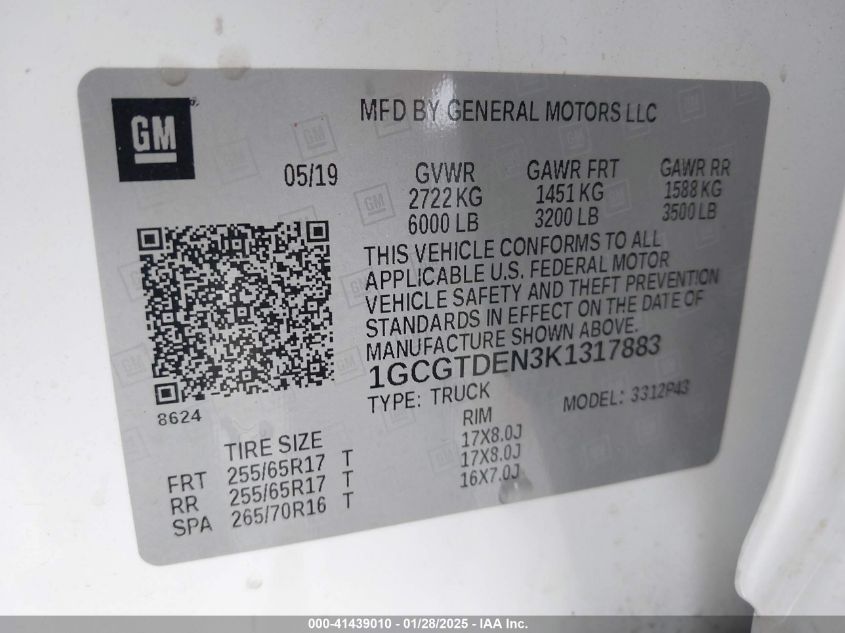 GM
MFD BY GENERAL MOTORS LLC
05/19
GVWR GAWR FRT GAWR RR
2722 KG 1451 KG 1588 KG
6000 LB 3200 LB 3500 LB
THIS VEHICLE CONFORMS TO ALL
APPLICABLE U.S. FEDERAL MOTOR
VEHICLE SAFETY AND THEFT PREVENTION
STANDARDS IN EFFECT ON THE DATE OF
MANUFACTURE SHOWN ABOVE.
1GCGTDEN3K1317883
TYPE: TRUCK MODEL: 3312P43
8624
TIRE SIZE RIM
FRT 255/65R17 T 17X8.0J
RR 255/65R17 T 17X8.0J
SPA 265/70R16 T 16X7.0J
000-41439010 - 01/28/2025 - IAA Inc.